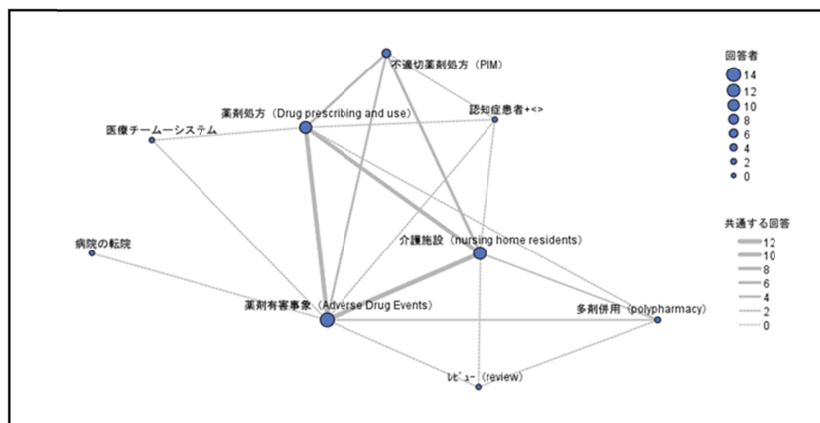 不適切薬剤処方（PIM）
薬剤処方（Drug prescribing and use）
認知症患者+<>
医療チームーシステム
病院の転院
介護施設（nursing home residents）
薬剤有害事象（Adverse Drug Events）
多剤併用（polypharmacy）
ﾚﾋﾞｭｰ（review）
回答者
14
12
10
8
6
4
2
0
共通する回答
12
10
8
6
4
2
0